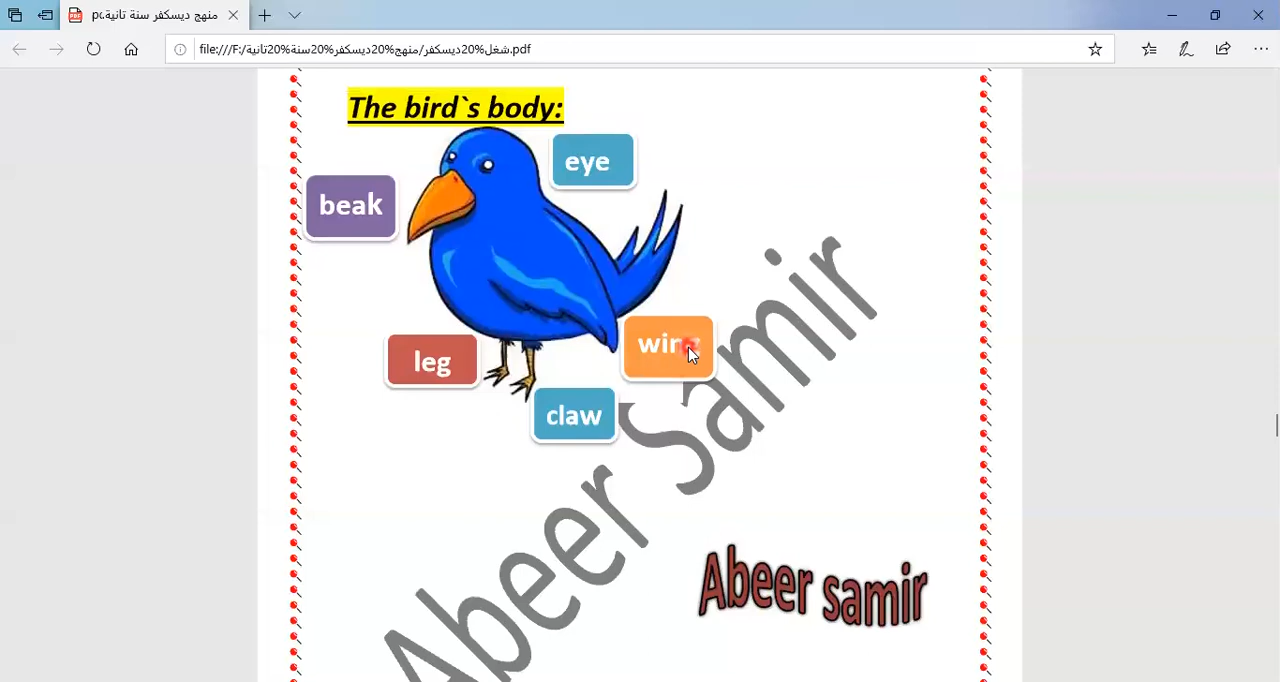 منهج ديسكفر سنة تانية.pc
file:///F:/شغل%20ديسكفر/منهج%20ديسكفر%20سنة%20تانية.pdf
The bird`s body:
eye
beak
leg
claw
Abeer Samir
Abeer samir